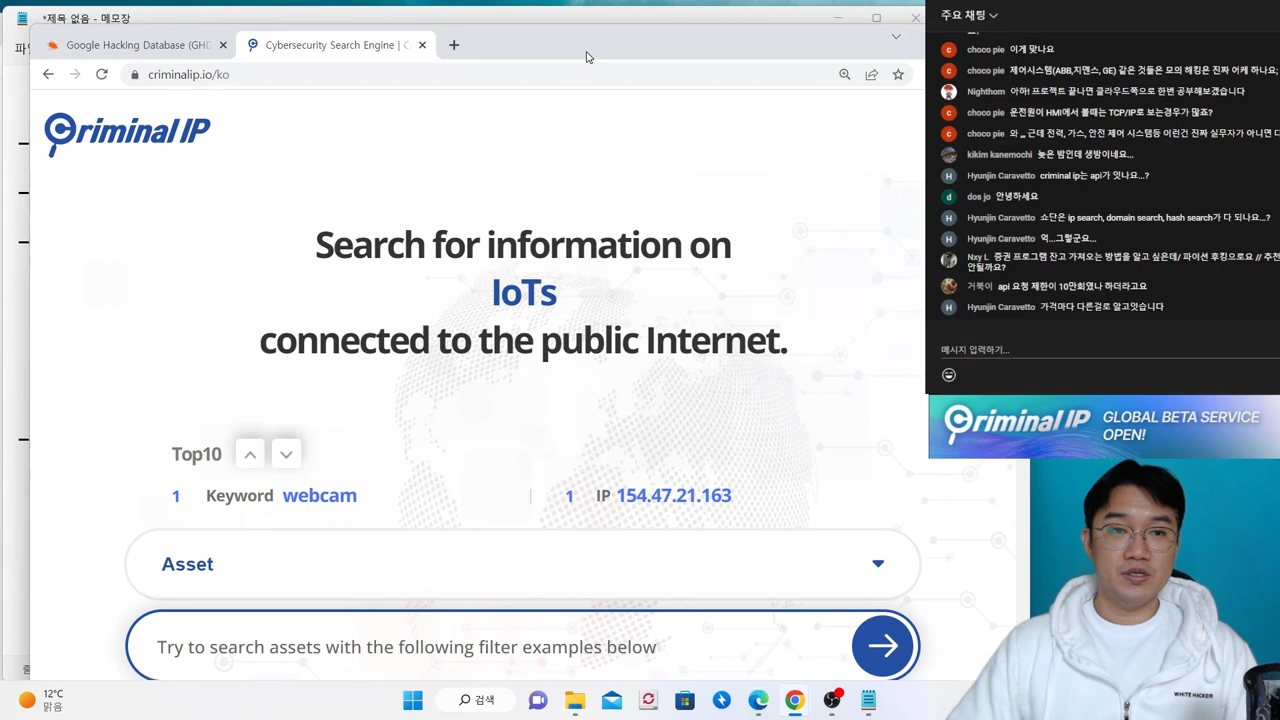 *제목 없음 - 메모장
파
Google Hacking Database (GHD
Cybersecurity Search Engine | C
criminalip.io/ko
Criminal IP
Search for information on
IoTs
connected to the public Internet.
Top10
1 Keyword webcam
1 IP 154.47.21.163
Asset
Try to search assets with the following filter examples below
12°C
맑음
검색
주요 채팅
choco pie 이게 맞나요
choco pie 제어시스템(ABB,지멘스, GE) 같은 것들은 모의 해킹은 진짜 어케 하나요;
Nighthom 아하! 프로젝트 끝나면 클라우드쪽으로 한번 공부해보겠습니다
choco pie 운전원이 HMI에서 볼때는 TCP/IP로 보는경우가 많죠?
choco pie 와 ,,, 근데 전력, 가스, 안전 제어 시스템등 이런건 진짜 실무자가 아니면 다
kikim kanemochi 늦은 밤인데 생방이네요...
Hyunjin Caravetto criminal ip는 api가 잇나요...?
dos jo 안녕하세요
Hyunjin Caravetto 쇼단은 ip search, domain search, hash search가 다 되나요...?
Hyunjin Caravetto 억...그렇군요...
Nxy L 증권 프로그램 잔고 가져오는 방법을 알고 싶은데/ 파이션 후킹으로요 // 추천
안될까요?
거북이 api 요청 제한이 10만회였나 하더라고요
Hyunjin Caravetto 가격마다 다른걸로 알고잇습니다
메시지 입력하기...
Criminal IP
GLOBAL BETA SERVICE
OPEN!
WHITE HACKER